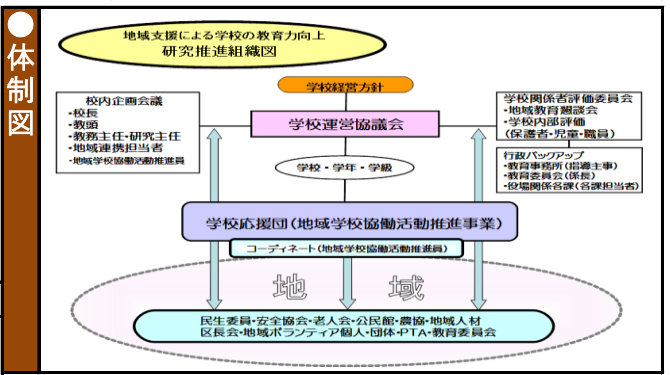 ●体制図
地域支援による学校の教育力向上
研究推進組織図
学校経営方針
校内企画会議
・校長
・教頭
・教務主任・研究主任
・地域連携担当者
・地域学校協働活動推進員
学校運営協議会
学校関係者評価委員会
・地域教育懇談会
・学校内部評価
(保護者・児童・職員)
行政バックアップ
・教育事務所(指導主事)
・教育委員会(係長)
・役場関係各課(各課担当者)
学校・学年・学級
学校応援団(地域学校協働活動推進事業)
コーディネート(地域学校協働活動推進員)
地域
民生委員・安全協会・老人会・公民館・農協・地域人材
区長会・地域ボランティア個人・団体・PTA・教育委員会